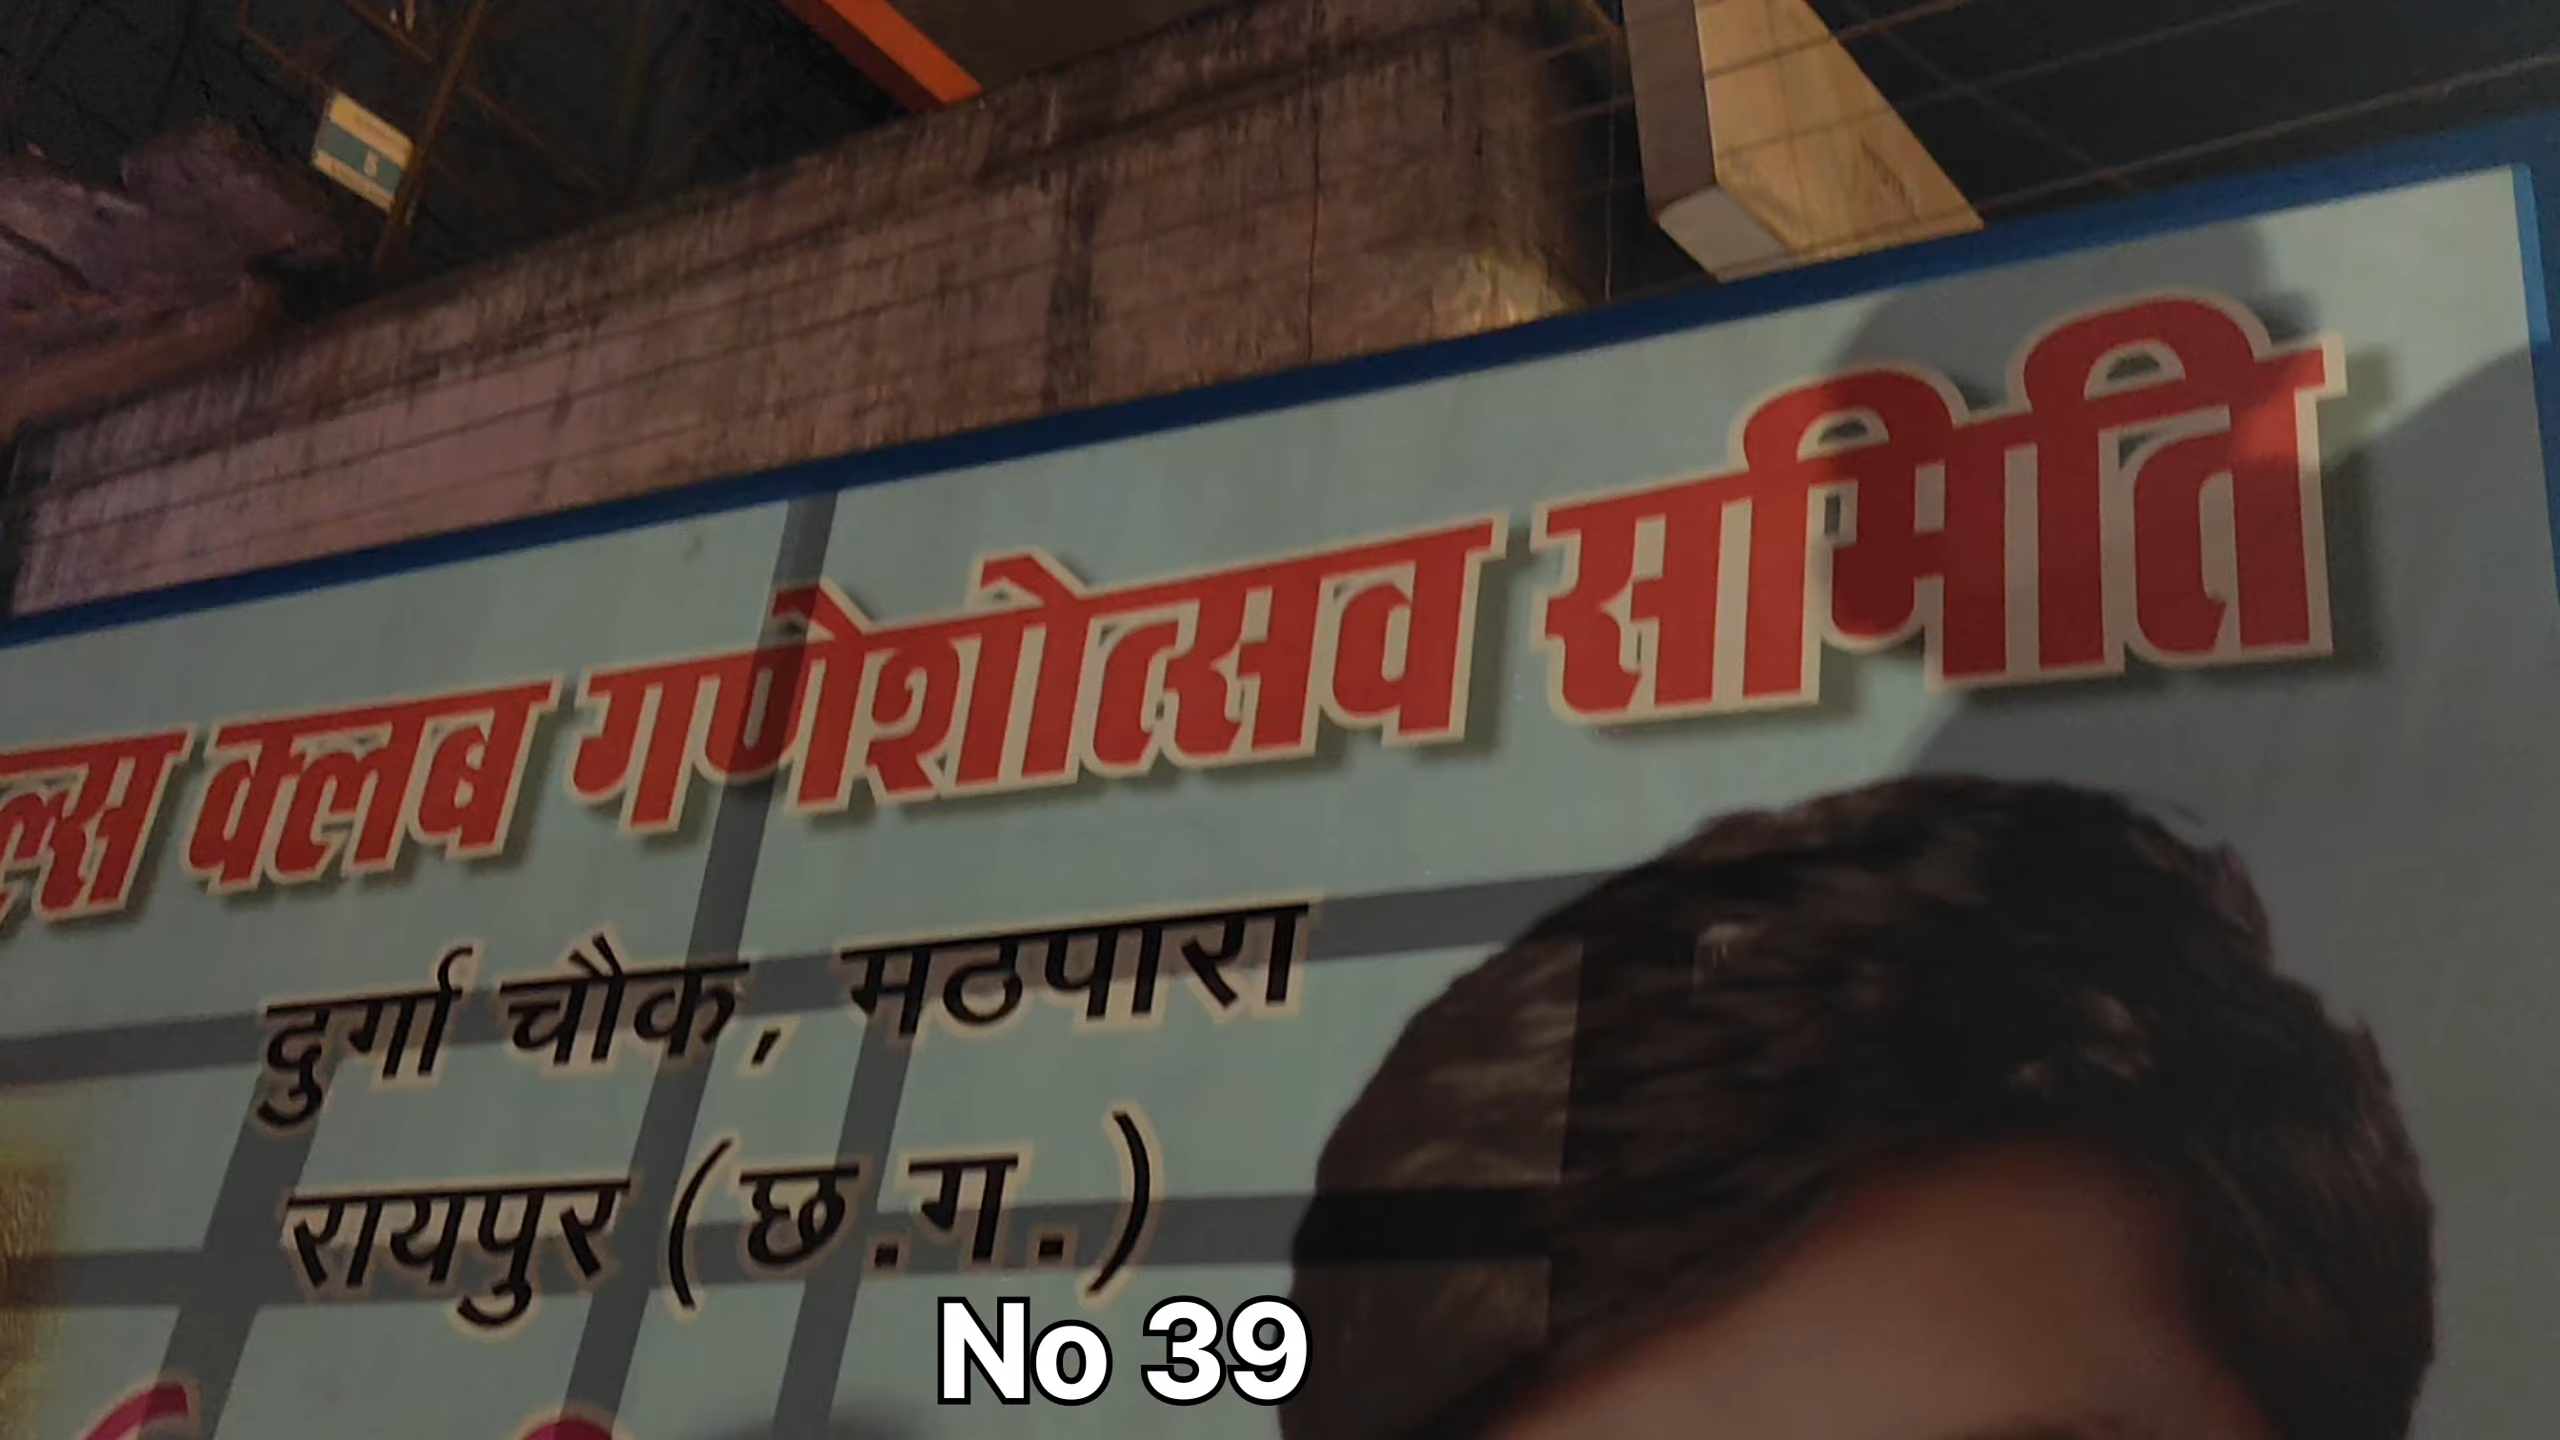 क्लब गणेशोत्सव समिति
दुर्गा चौक, मठपारा
रायपुर (छ.ग.)
No 39